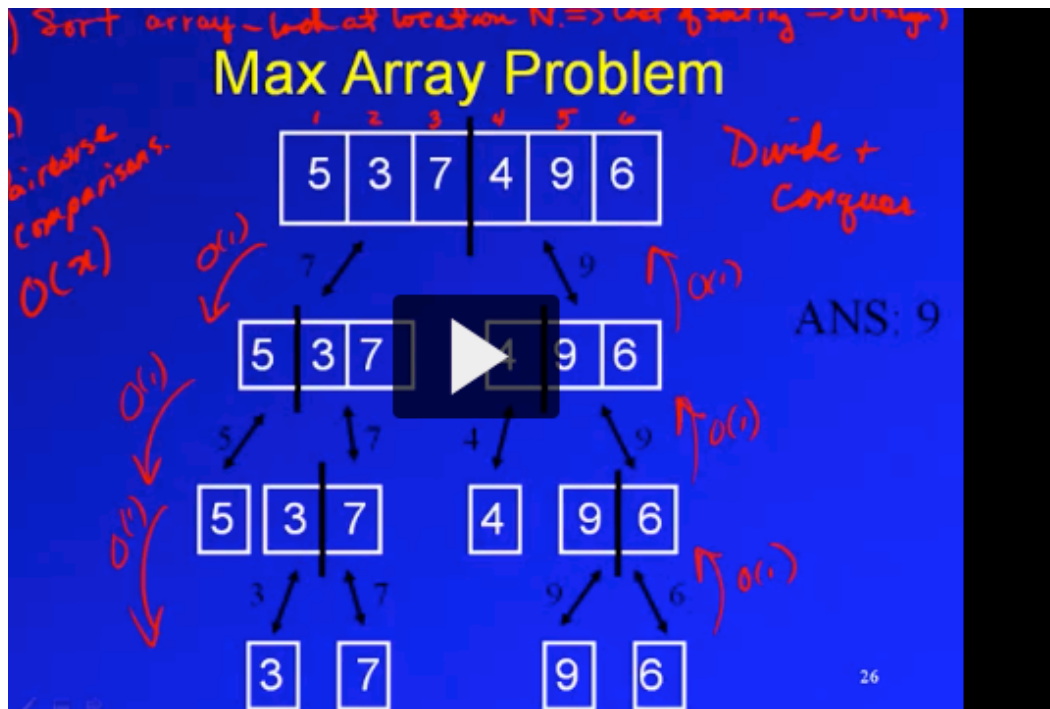 ) Sort array - Look at location N. => Cost of sorting => O(
Max Array Problem
1 2 3 4 5 6
5 3 7 4 9 6
Divide +
Conquer
airwise
comparisons.
O(n)
O(1)
7
9
O(1)
ANS: 9
5 3 7
4 9 6
O(1)
5
7
4
9
O(1)
5
3 7
4
9 6
O(1)
3
7
9
6
O(1)
3
7
9
6
26